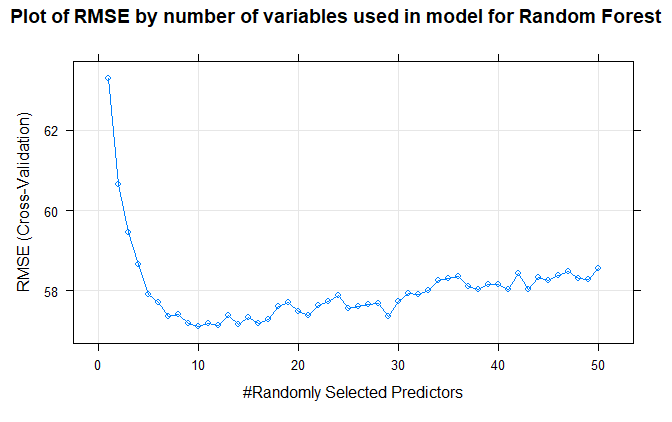 Plot of RMSE by number of variables used in model for Random Forest
RMSE (Cross-Validation)
62
60
58
0 10 20 30 40 50
#Randomly Selected Predictors